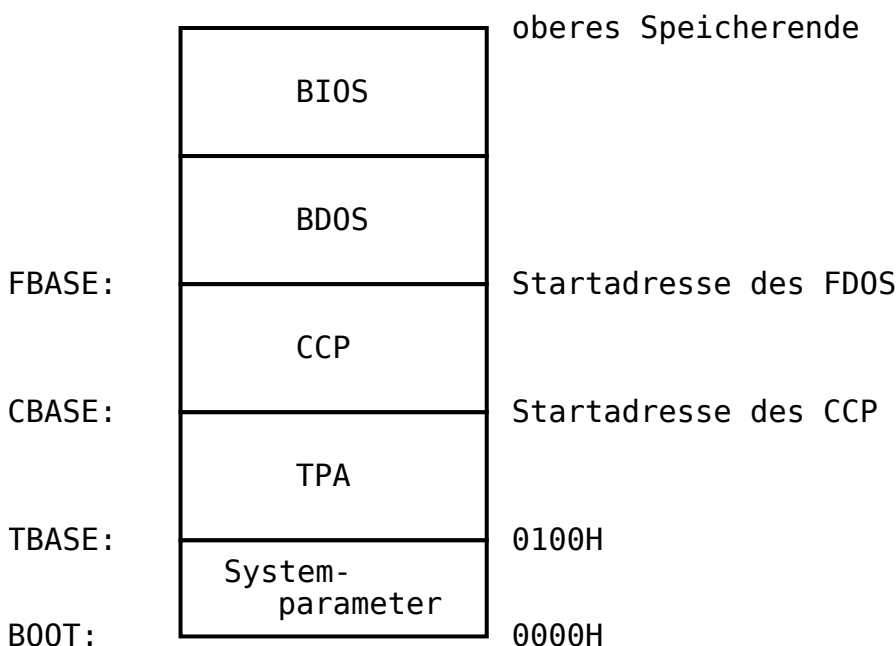 oberes Speicherende
BIOS
BDOS
FBASE: Startadresse des FDOS
CCP
CBASE: Startadresse des CCP
TPA
TBASE: 0100H
System-
parameter
BOOT: 0000H